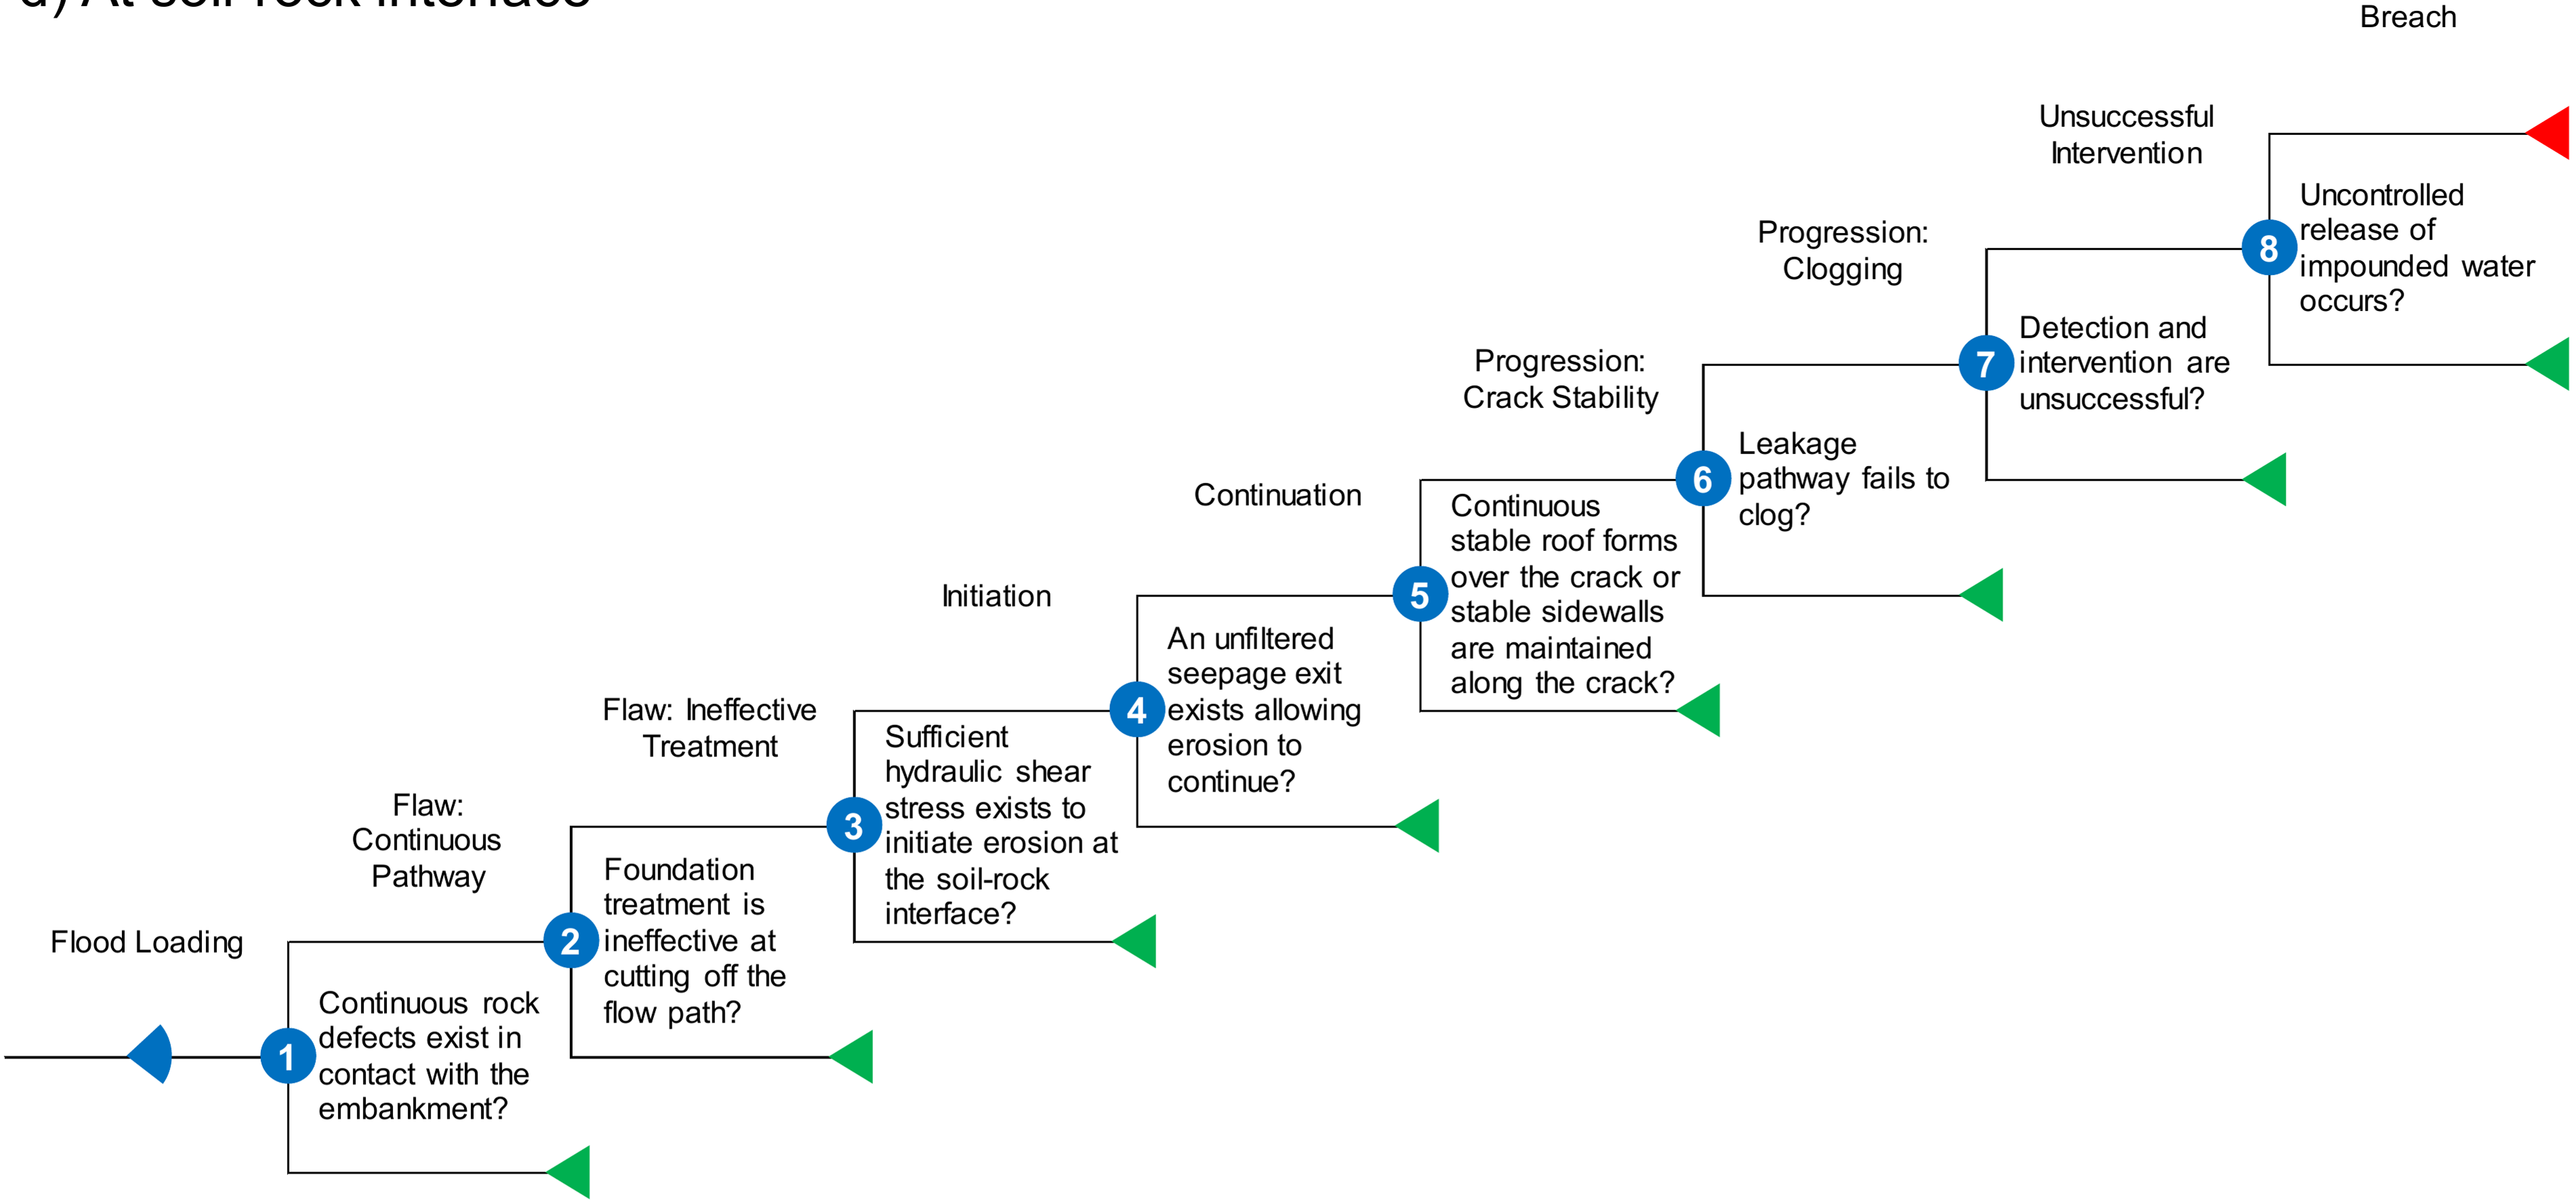 ) At soil-rock interface
Flood Loading
1
Continuous rock
defects exist in
contact with the
embankment?
Flaw:
Continuous
Pathway
2
Foundation
treatment is
ineffective at
cutting off the
flow path?
Flaw: Ineffective
Treatment
3
Sufficient
hydraulic shear
stress exists to
initiate erosion at
the soil-rock
interface?
Initiation
4
An unfiltered
seepage exit
exists allowing
erosion to
continue?
Continuation
5
Continuous
stable roof forms
over the crack or
stable sidewalls
are maintained
along the crack?
Progression:
Crack Stability
6
Leakage
pathway fails to
clog?
Progression:
Clogging
7
Detection and
intervention are
unsuccessful?
Unsuccessful
Intervention
8
Uncontrolled
release of
impounded water
occurs?
Breach